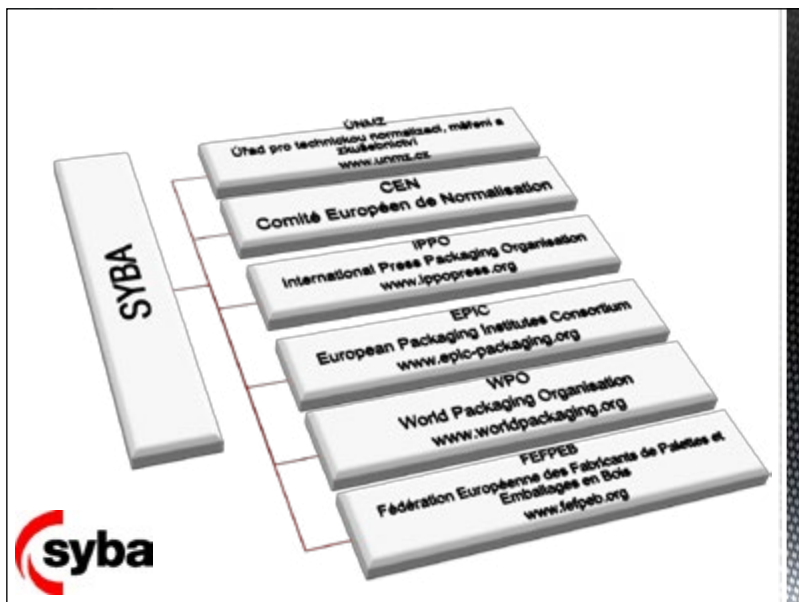 SYBA
ÚNMZ
Úřad pro technickou normalizaci, měření a
zkušebnictví
www.unmz.cz
CEN
Comité Européen de Normalisation
IPPO
International Press Packaging Organisation
www.ippopress.org
EPIC
European Packaging Institutes Consortium
www.epic-packaging.org
WPO
World Packaging Organisation
www.worldpackaging.org
FEFPEB
Fédération Européenne des Fabricants de Palettes et
Emballages en Bois
www.fefpeb.org
syba